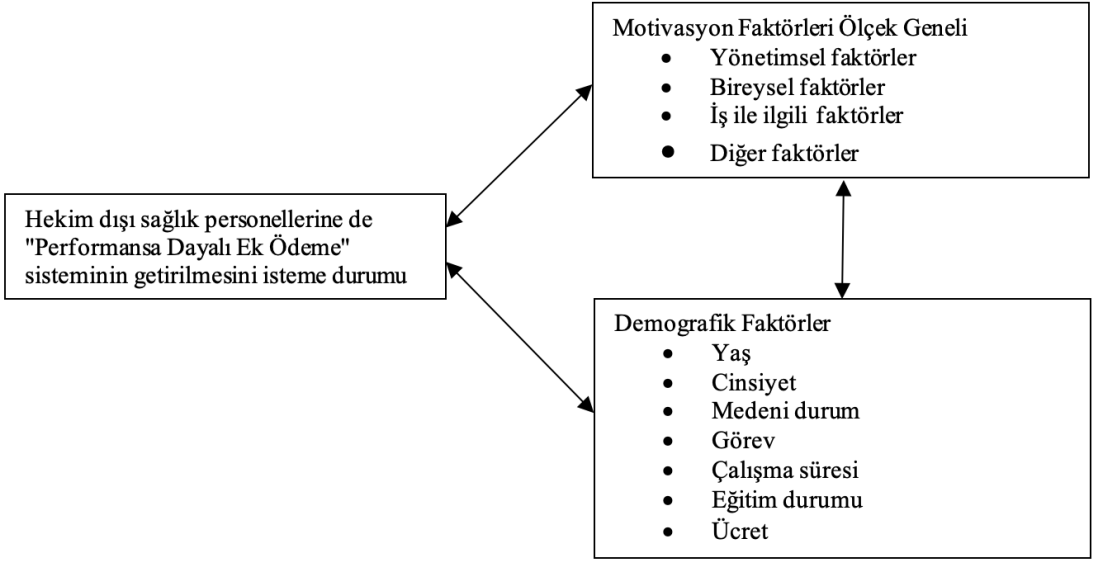 Motivasyon Faktörleri Ölçek Geneli
• Yönetimsel faktörler
• Bireysel faktörler
• İş ile ilgili faktörler
• Diğer faktörler
Hekim dışı sağlık personellerine de
"Performansa Dayalı Ek Ödeme"
sisteminin getirilmesini isteme durumu
Demografik Faktörler
• Yaş
• Cinsiyet
• Medeni durum
• Görev
• Çalışma süresi
• Eğitim durumu
• Ücret